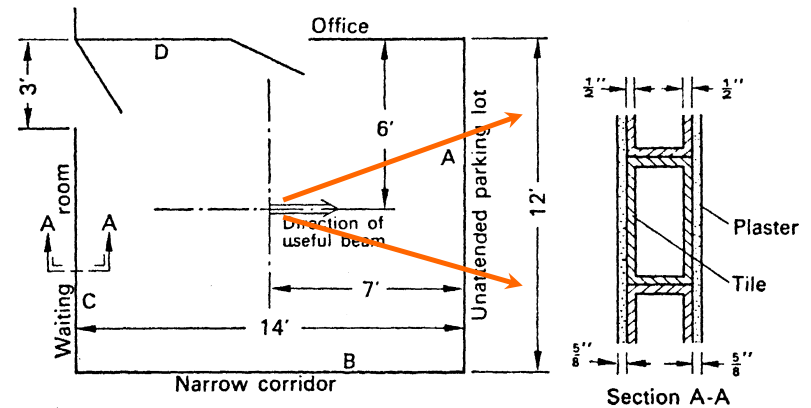 Office
D
3'
6'
A
Unattended parking lot
12'
Waiting room
A A
C
Direction of
useful beam
7'
14'
B
Narrow corridor
1/2" 1/2"
Plaster
Tile
5/8" 5/8"
Section A-A